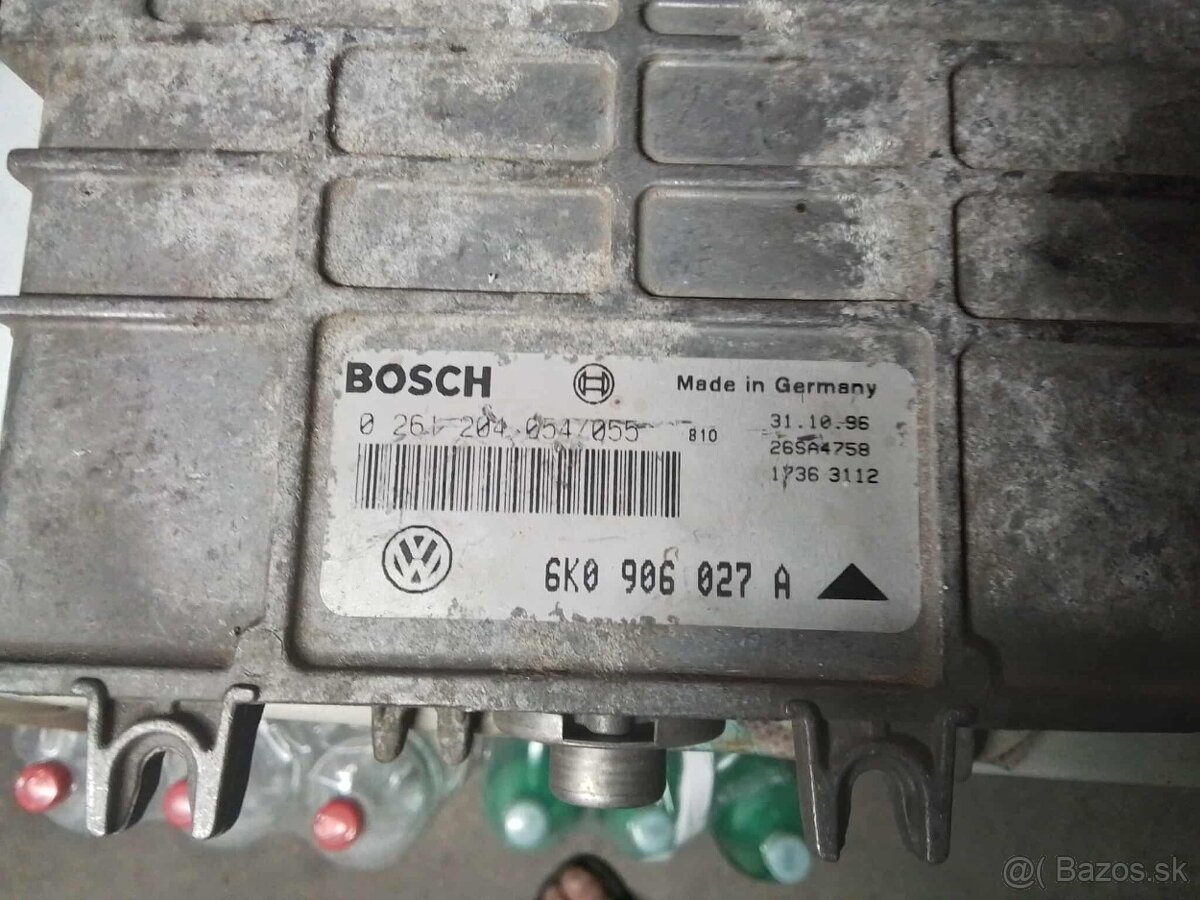 BOSCH
Made in Germany
0 261 204 054/055
810
31.10.96
26SA4758
1736 3112
6K0 906 027 A
@( Bazos.sk